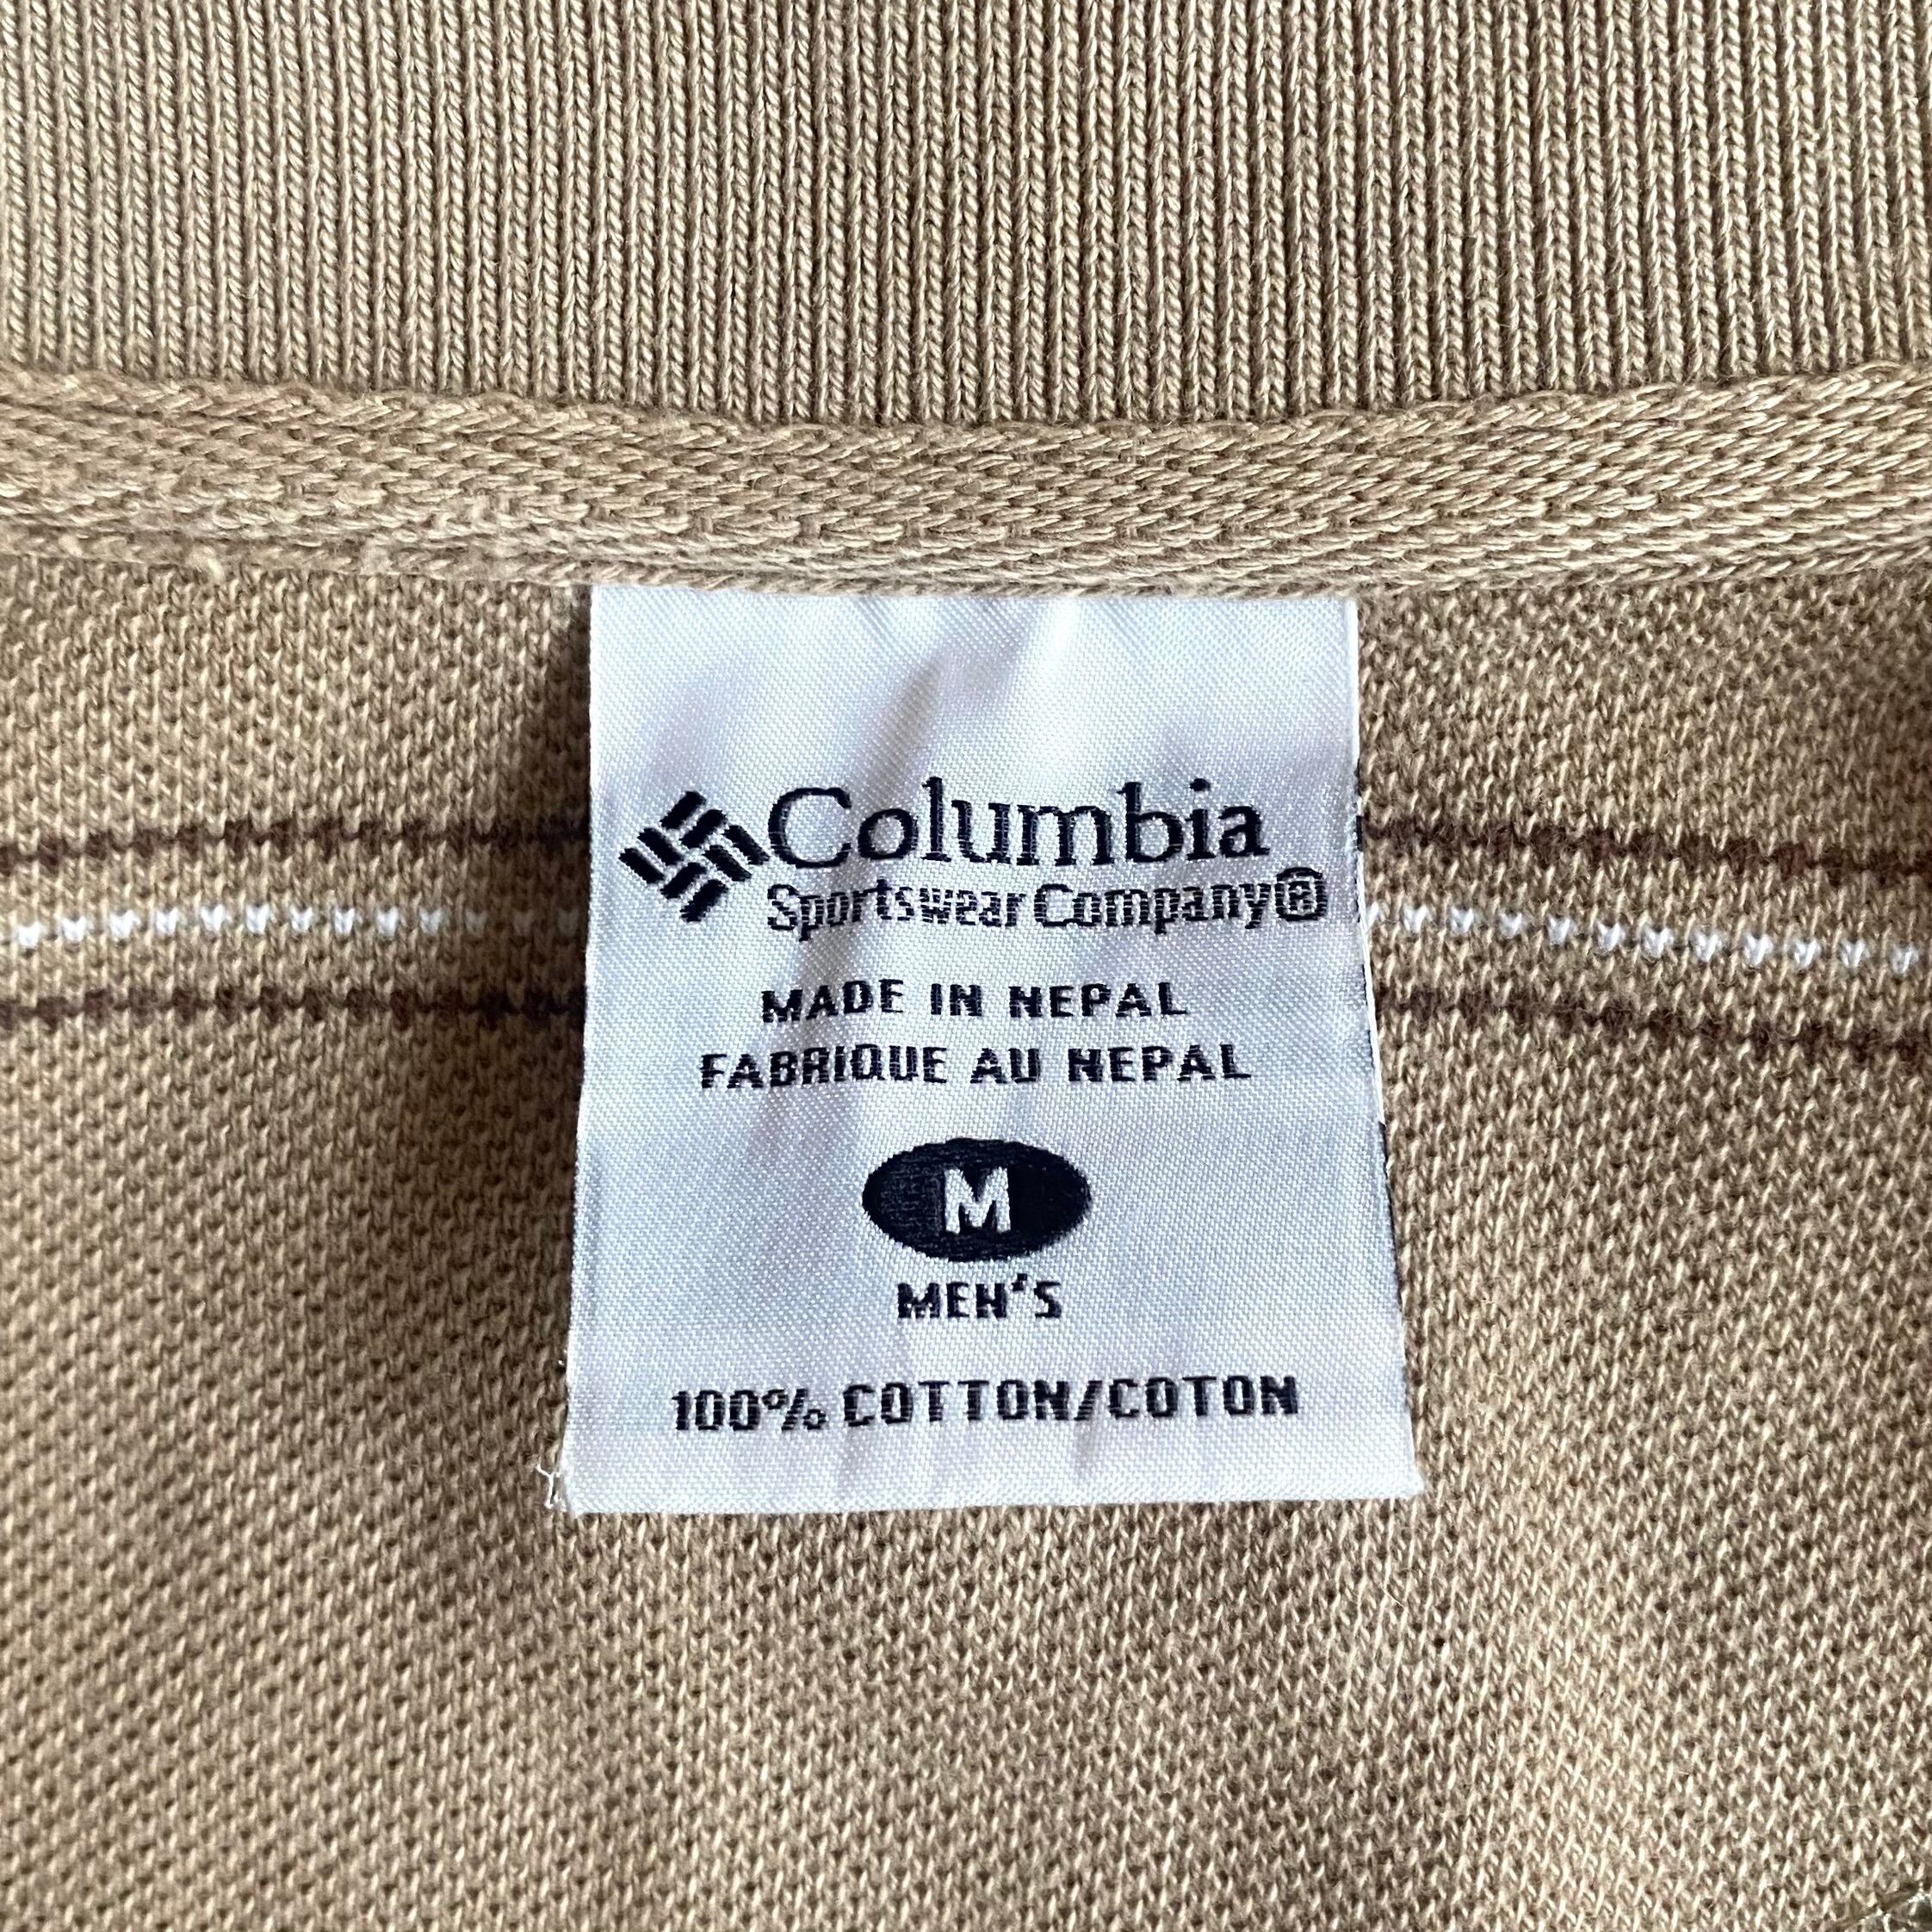 Columbia
Sportswear Company®
MADE IN NEPAL
FABRIQUE AU NEPAL
M
MEN'S
100% COTTON/COTON